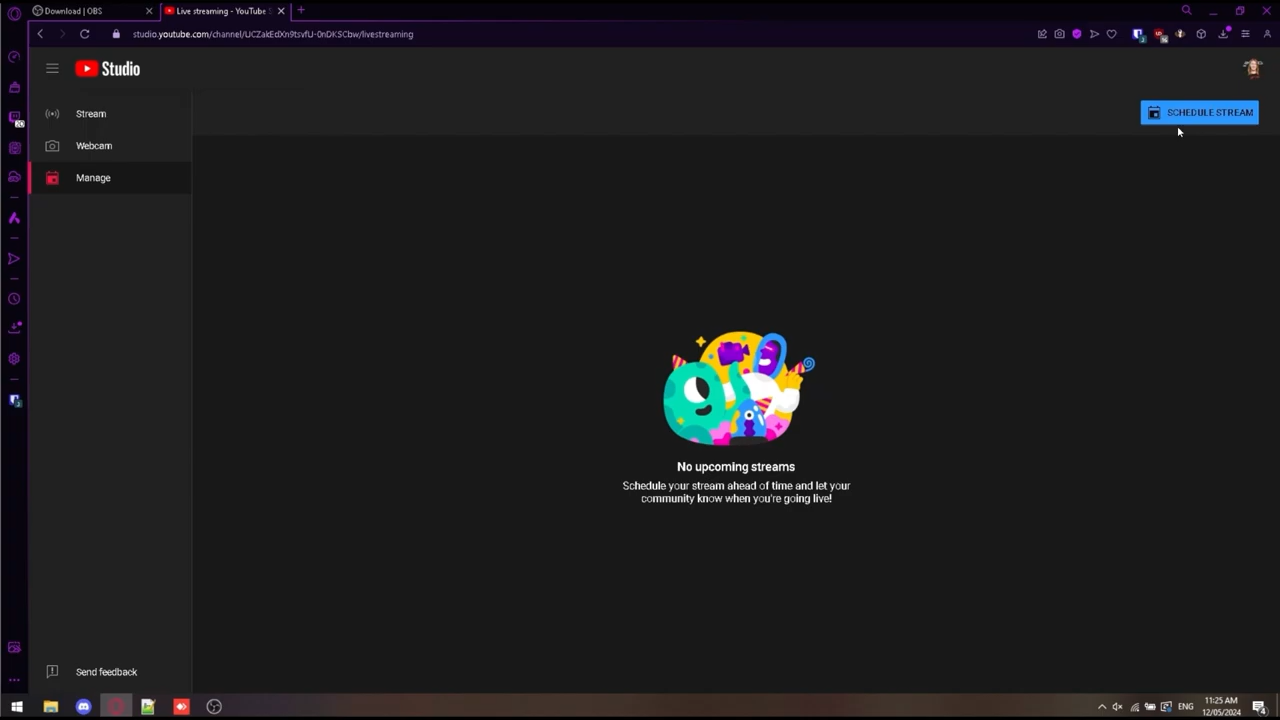 Download | OBS
Live streaming - YouTube S
studio.youtube.com/channel/UCZakEdXn9tsvfU-0nDKSCbw/livestreaming
Studio
SCHEDULE STREAM
Stream
Webcam
Manage
No upcoming streams
Schedule your stream ahead of time and let your
community know when you're going live!
Send feedback
ENG
11:25 AM
12/05/2024